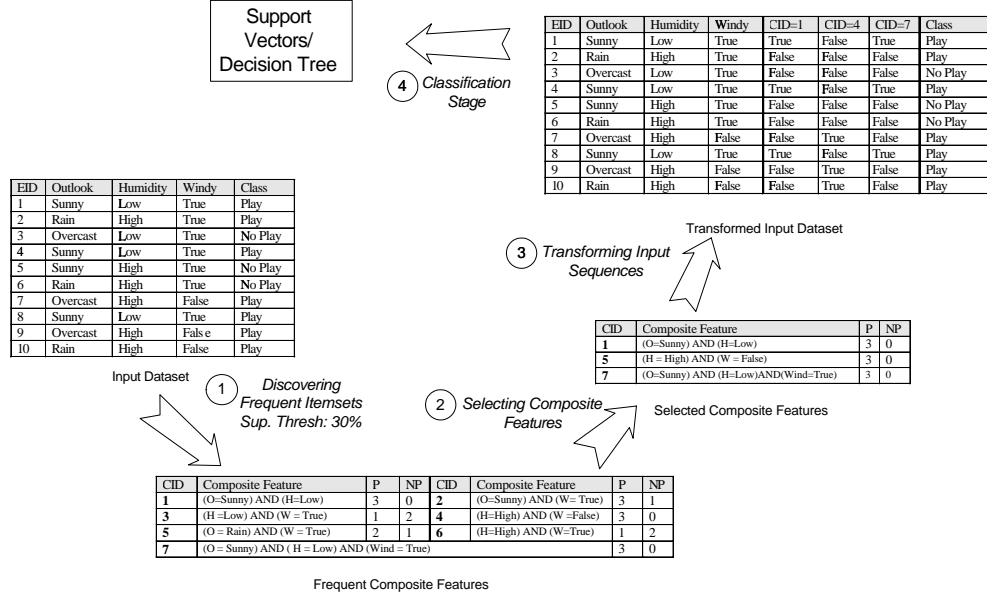 Support
Vectors/
Decision Tree
4 Classification
Stage
EID Outlook Humidity Windy CID=1 CID=4 CID=7 Class
1 Sunny Low True True False True Play
2 Rain High True False False False Play
3 Overcast Low True False False False No Play
4 Sunny Low True True False True Play
5 Sunny High True False False False No Play
6 Rain High True False False False No Play
7 Overcast High False False True False Play
8 Sunny Low True True False True Play
9 Overcast High False False True False Play
10 Rain High False False True False Play
Transformed Input Dataset
EID Outlook Humidity Windy Class
1 Sunny Low True Play
2 Rain High True Play
3 Overcast Low True No Play
4 Sunny Low True Play
5 Sunny High True No Play
6 Rain High True No Play
7 Overcast High False Play
8 Sunny Low True Play
9 Overcast High False Play
10 Rain High False Play
Input Dataset
3 Transforming Input
Sequences
CID Composite Feature P NP
1 (O=Sunny) AND (H=Low) 3 0
5 (H = High) AND (W = False) 3 0
7 (O=Sunny) AND (H=Low)AND(Wind=True) 3 0
Selected Composite Features
1 Discovering
Frequent Itemsets
Sup. Thresh: 30%
2 Selecting Composite
Features
CID Composite Feature P NP CID Composite Feature P NP
1 (O=Sunny) AND (H=Low) 3 0 2 (O=Sunny) AND (W= True) 3 1
3 (H =Low) AND (W = True) 1 2 4 (H=High) AND (W =False) 3 0
5 (O = Rain) AND (W = True) 2 1 6 (H=High) AND (W=True) 1 2
7 (O = Sunny) AND ( H = Low) AND (Wind = True) 3 0
Frequent Composite Features